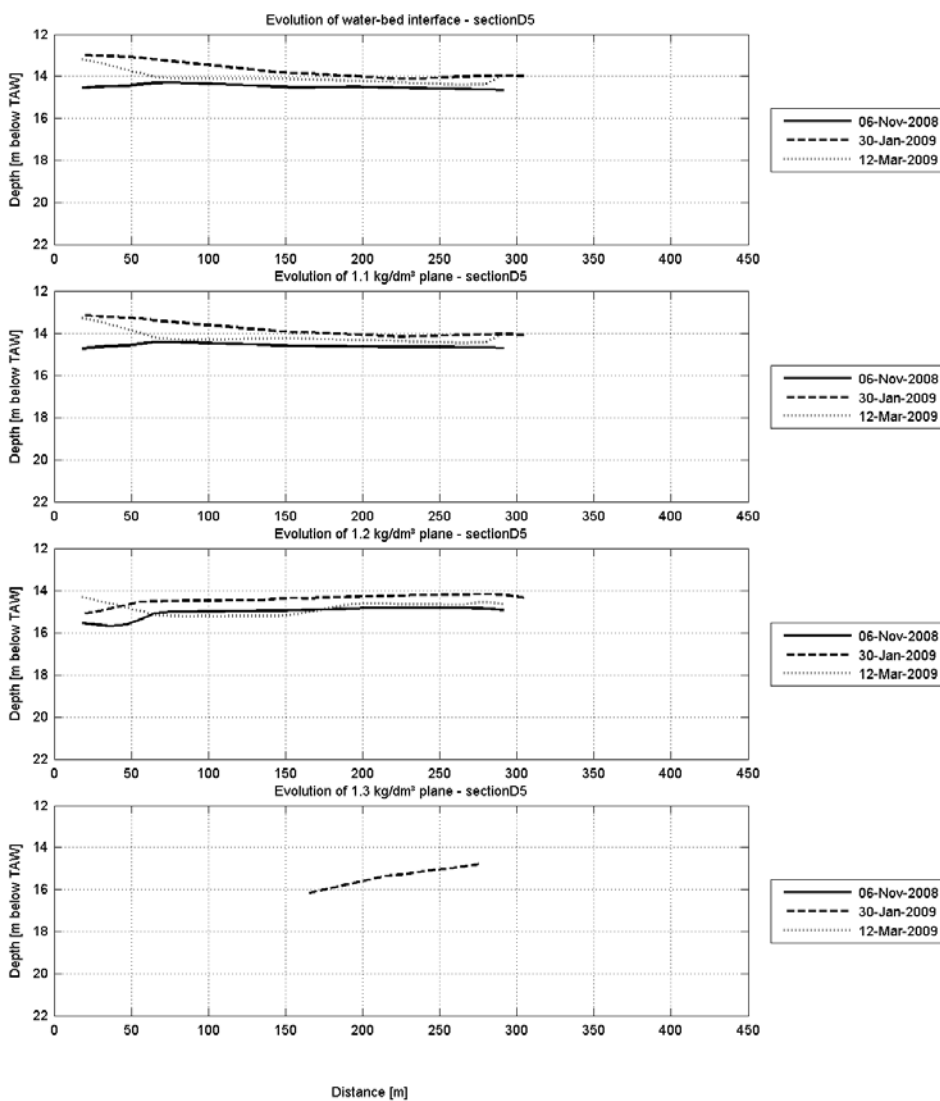 Evolution of water-bed interface - sectionD5
12
14
16
18
20
22
Depth [m below TAW]
0 50 100 150 200 250 300 350 400 450
06-Nov-2008
30-Jan-2009
12-Mar-2009
Evolution of 1.1 kg/dm³ plane - sectionD5
12
14
16
18
20
22
Depth [m below TAW]
0 50 100 150 200 250 300 350 400 450
06-Nov-2008
30-Jan-2009
12-Mar-2009
Evolution of 1.2 kg/dm³ plane - sectionD5
12
14
16
18
20
22
Depth [m below TAW]
0 50 100 150 200 250 300 350 400 450
06-Nov-2008
30-Jan-2009
12-Mar-2009
Evolution of 1.3 kg/dm³ plane - sectionD5
12
14
16
18
20
22
Depth [m below TAW]
0 50 100 150 200 250 300 350 400 450
06-Nov-2008
30-Jan-2009
12-Mar-2009
Distance [m]